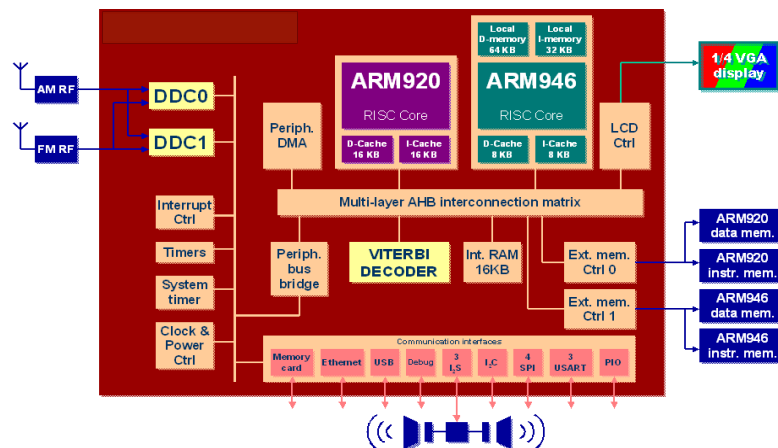 Local
D-memory
64 KB
Local
I-memory
32 KB
ARM920
RISC Core
D-Cache
16 KB
I-Cache
16 KB
ARM946
RISC Core
D-Cache
8 KB
I-Cache
8 KB
1/4 VGA
display
AM RF
FM RF
DDC0
DDC1
Periph.
DMA
LCD
Ctrl
Multi-layer AHB interconnection matrix
Interrupt
Ctrl
Timers
System
timer
Clock &
Power
Ctrl
Periph.
bus
bridge
VITERBI
DECODER
Int. RAM
16KB
Ext. mem.
Ctrl 0
Ext. mem.
Ctrl 1
ARM920
data mem.
ARM920
instr. mem.
ARM946
data mem.
ARM946
instr. mem.
Communication interfaces
Memory
card
Ethernet
USB
Debug
3
I2S
I2C
4
SPI
3
USART
PIO